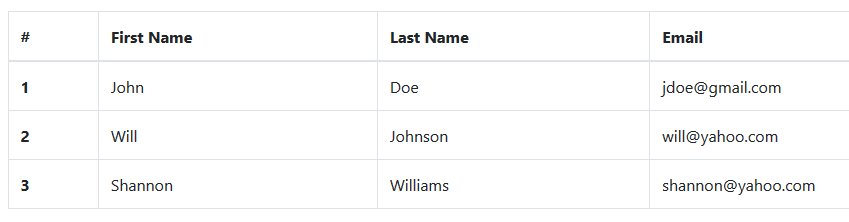 # First Name Last Name Email
1 John Doe jdoe@gmail.com
2 Will Johnson will@yahoo.com
3 Shannon Williams shannon@yahoo.com